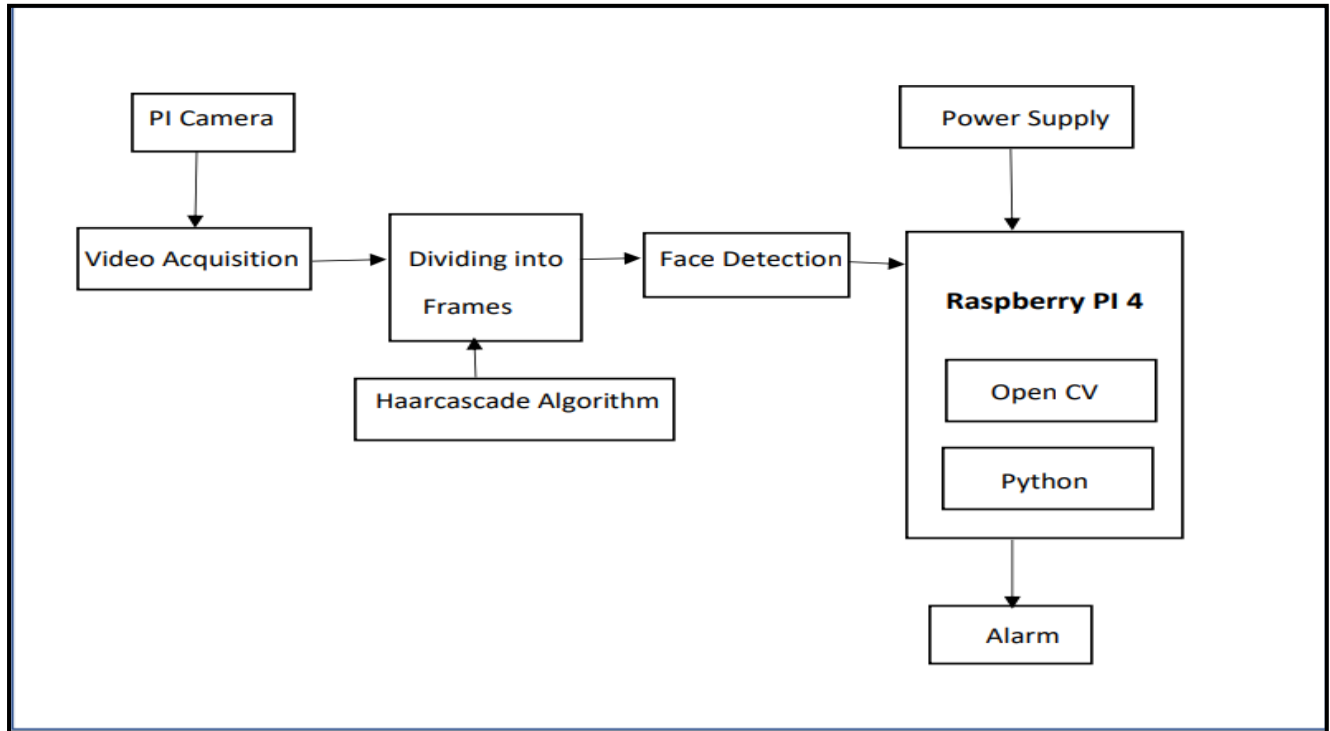 PI Camera
Power Supply
Video Acquisition
Dividing into
Frames
Face Detection
Raspberry PI 4
Haarcascade Algorithm
Open CV
Python
Alarm